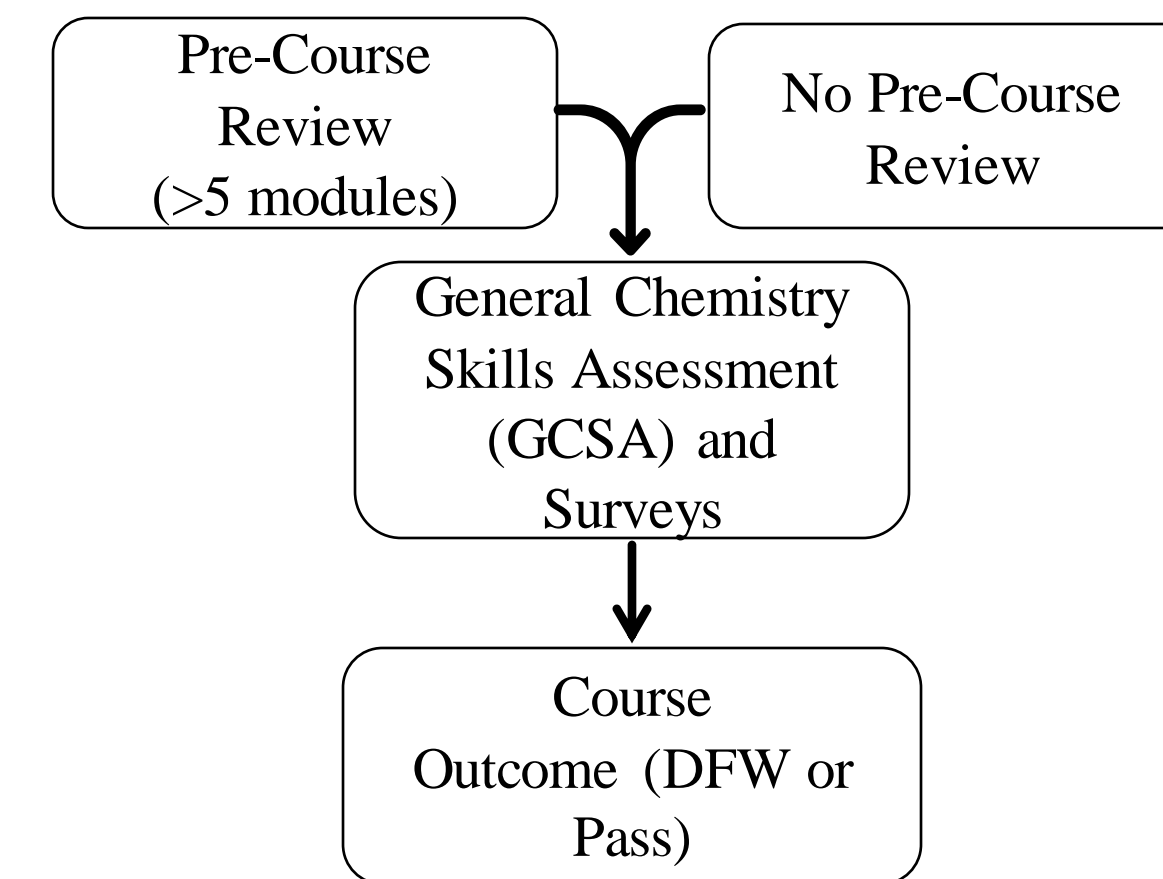 Pre-Course
Review
(>5 modules)
No Pre-Course
Review
General Chemistry
Skills Assessment
(GCSA) and
Surveys
Course
Outcome (DFW or
Pass)